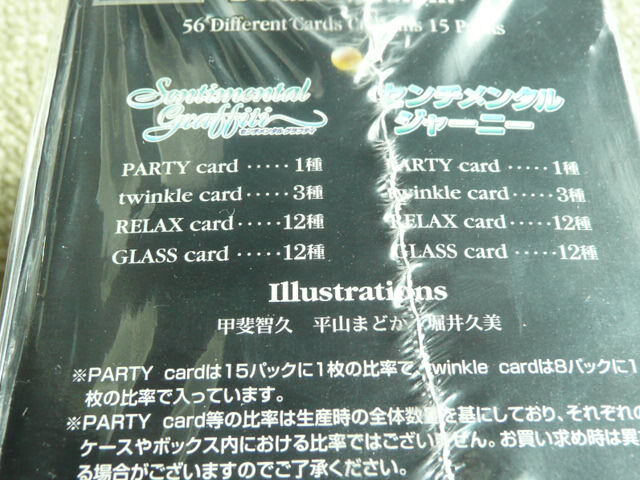 56 Different Cards 15 Packs
Sentimental センチメンタル
Graffiti ジャーニー
センチメンタルグラフティ
PARTY card ····· 1種 PARTY card ····· 1種
twinkle card ···· 3種 twinkle card ···· 3種
RELAX card ···· 12種 RELAX card ···· 12種
GLASS card ···· 12種 GLASS card ···· 12種
Illustrations
甲斐智久 平山まどか 堀井久美
※PARTY cardは15パックに1枚の比率で、twinkle cardは8パックに1
枚の比率で入っています。
※PARTY card等の比率は生産時の全体数量を基にしており、それぞれの
ケースやボックス内における比率ではございません。お買い求め時は異
る場合がございますのでご了承ください。